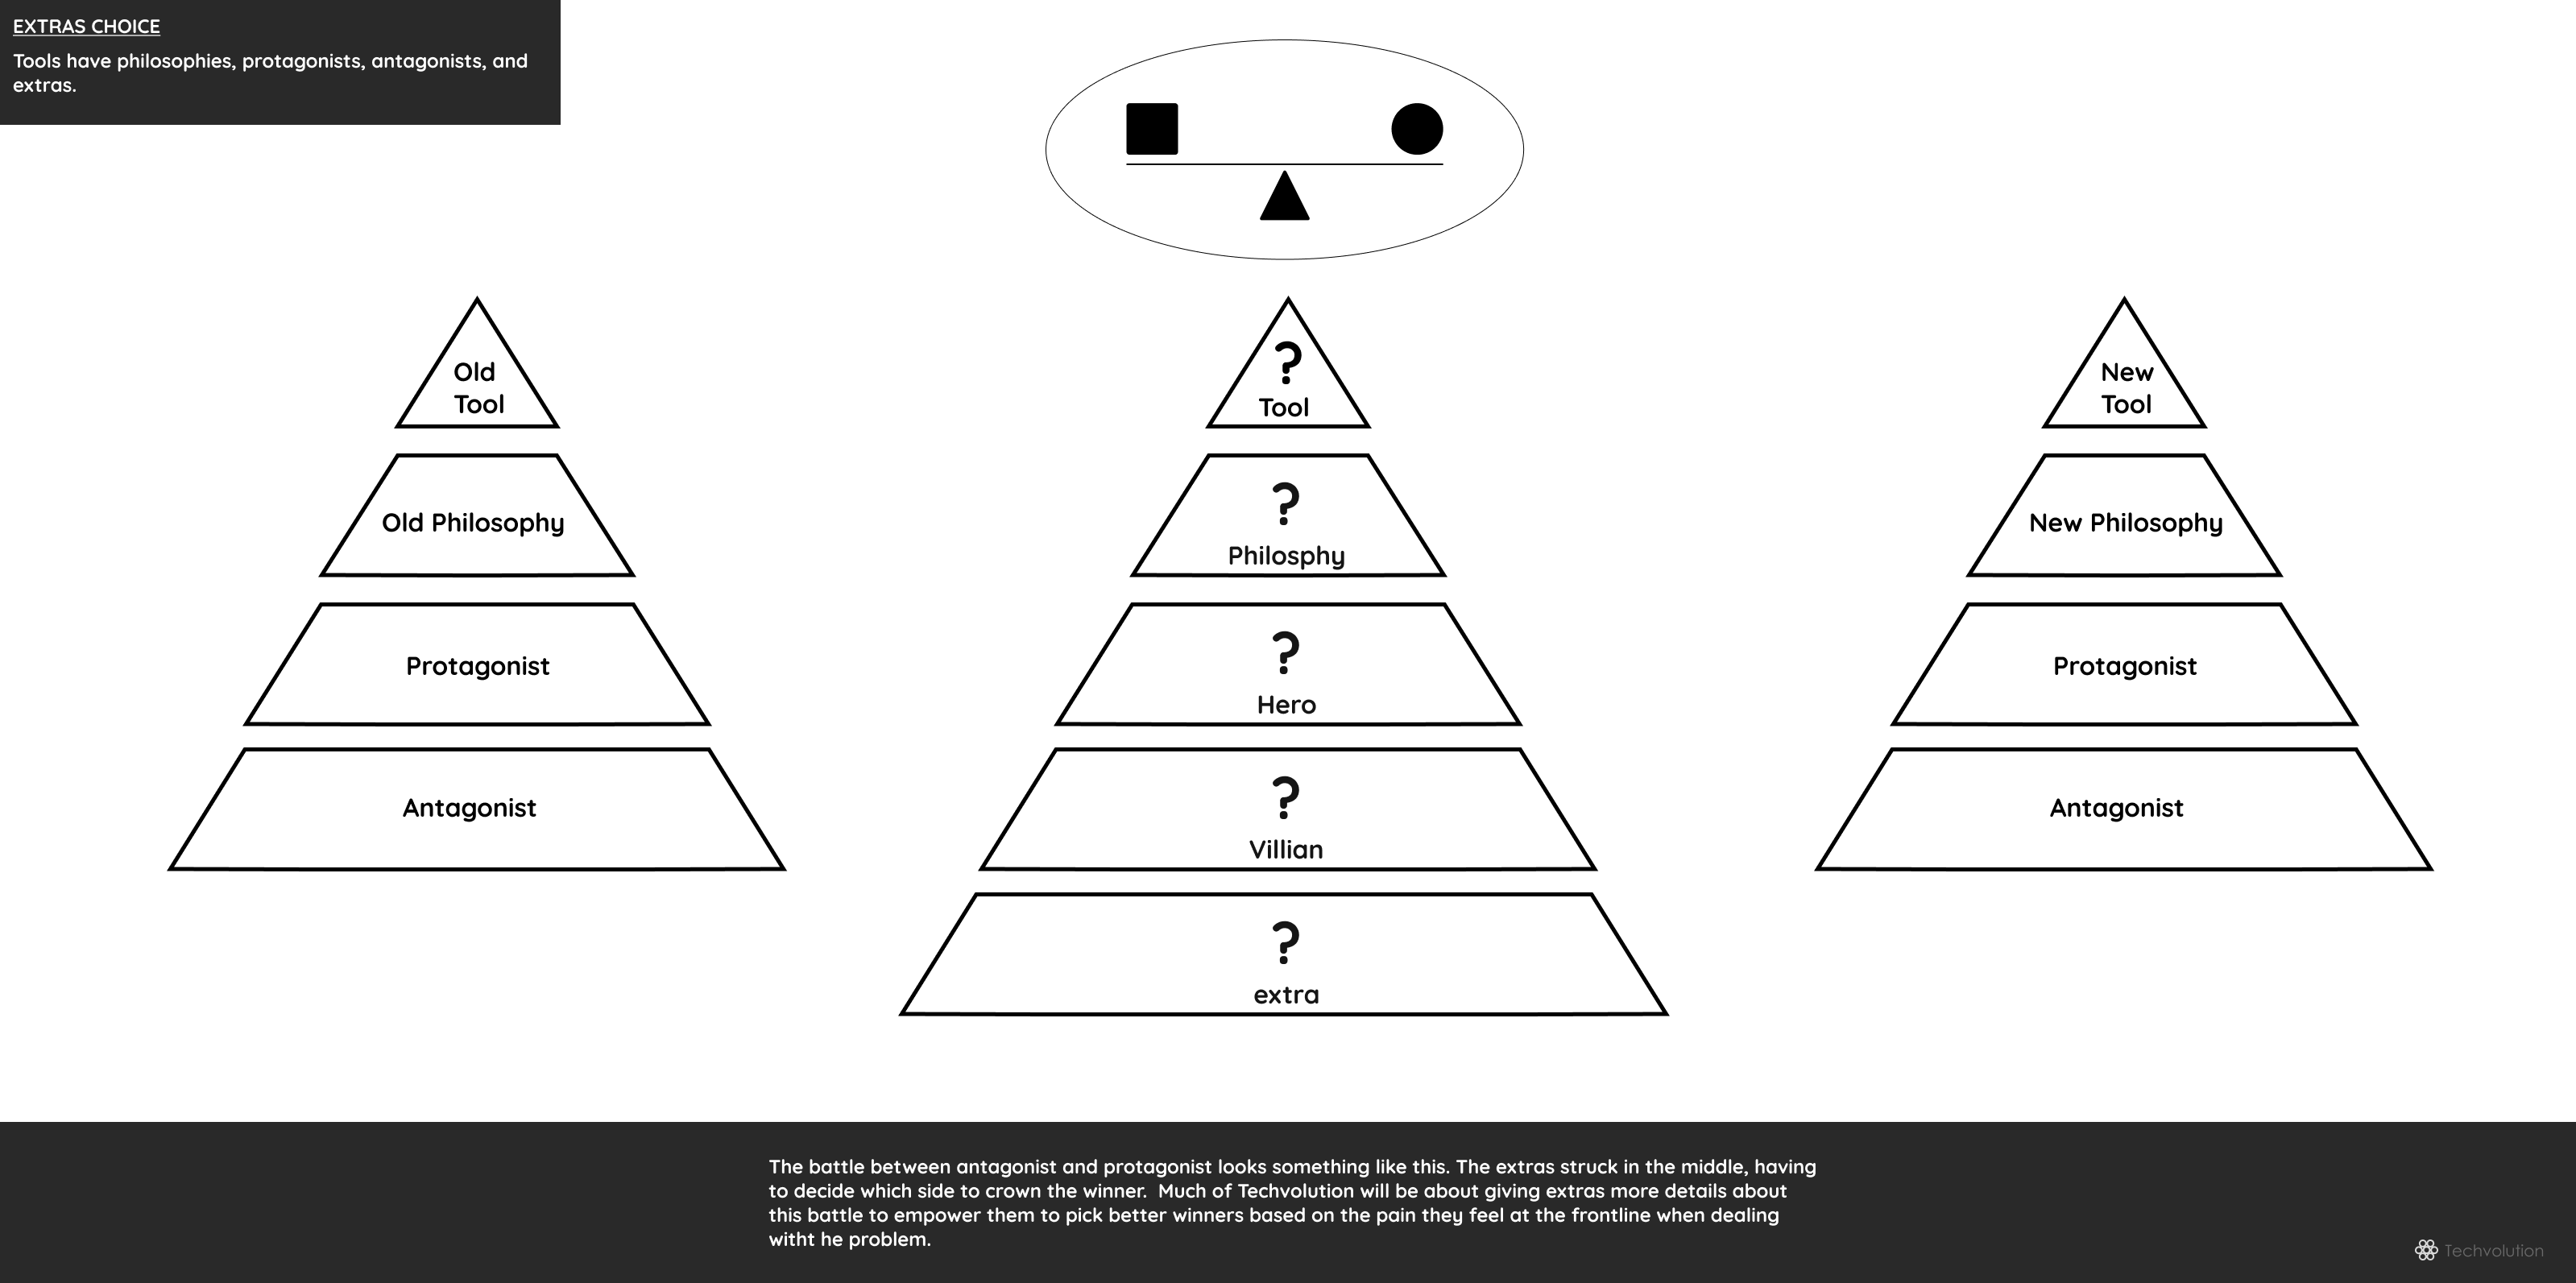 EXTRAS CHOICE
Tools have philosophies, protagonists, antagonists, and
extras.
Old
Tool
Old Philosophy
Protagonist
Antagonist
?
Tool
?
Philosphy
?
Hero
?
Villian
?
extra
New
Tool
New Philosophy
Protagonist
Antagonist
The battle between antagonist and protagonist looks something like this. The extras struck in the middle, having
to decide which side to crown the winner.  Much of Techvolution will be about giving extras more details about
this battle to empower them to pick better winners based on the pain they feel at the frontline when dealing
witht he problem.
Techvolution